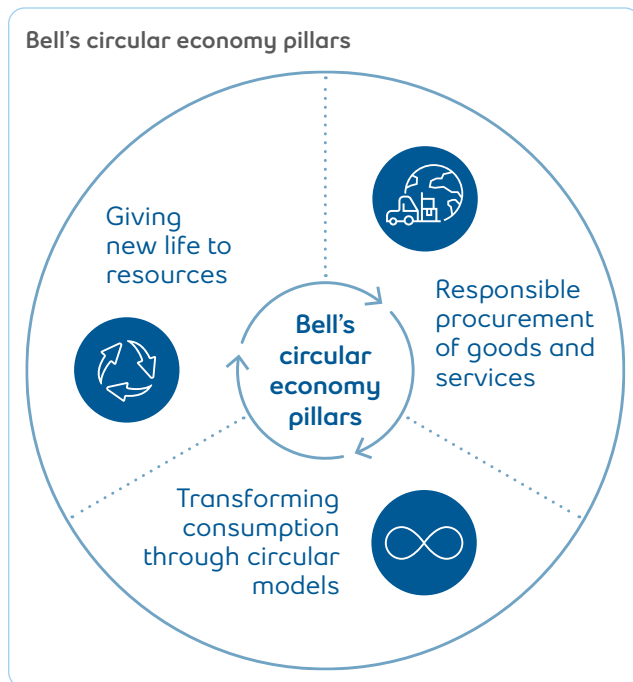 Bell’s circular economy pillars
Giving
new life to
resources
Responsible
procurement
of goods and
services
Bell’s
circular
economy
pillars
Transforming
consumption
through circular
models